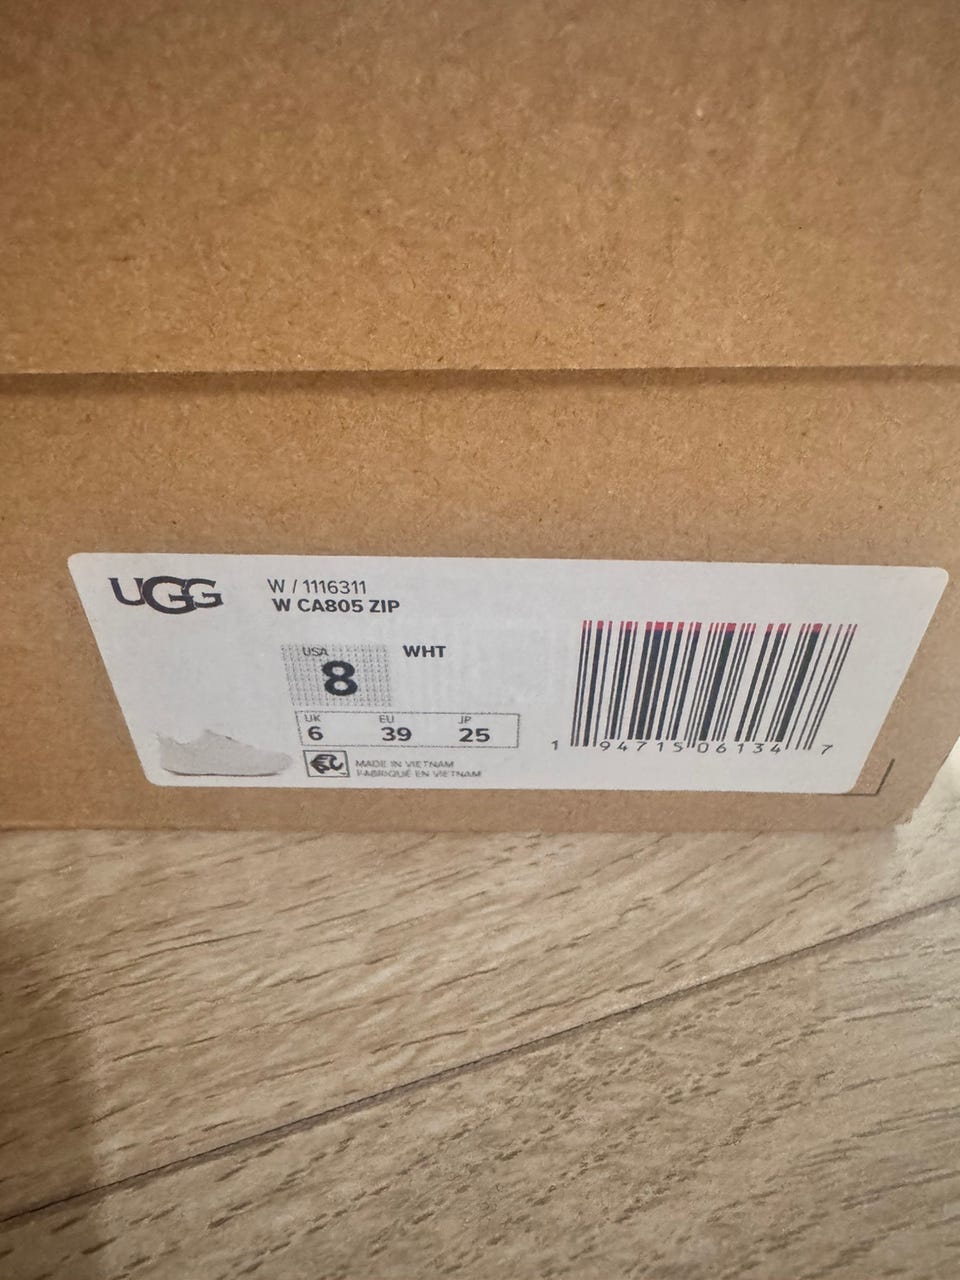 UGG
W / 1116311
W CA805 ZIP
USA
8
WHT
UK EU JP
6 39 25
MADE IN VIETNAM
FABRIQUÉ EN VIETNAM
1 94715 06134 7